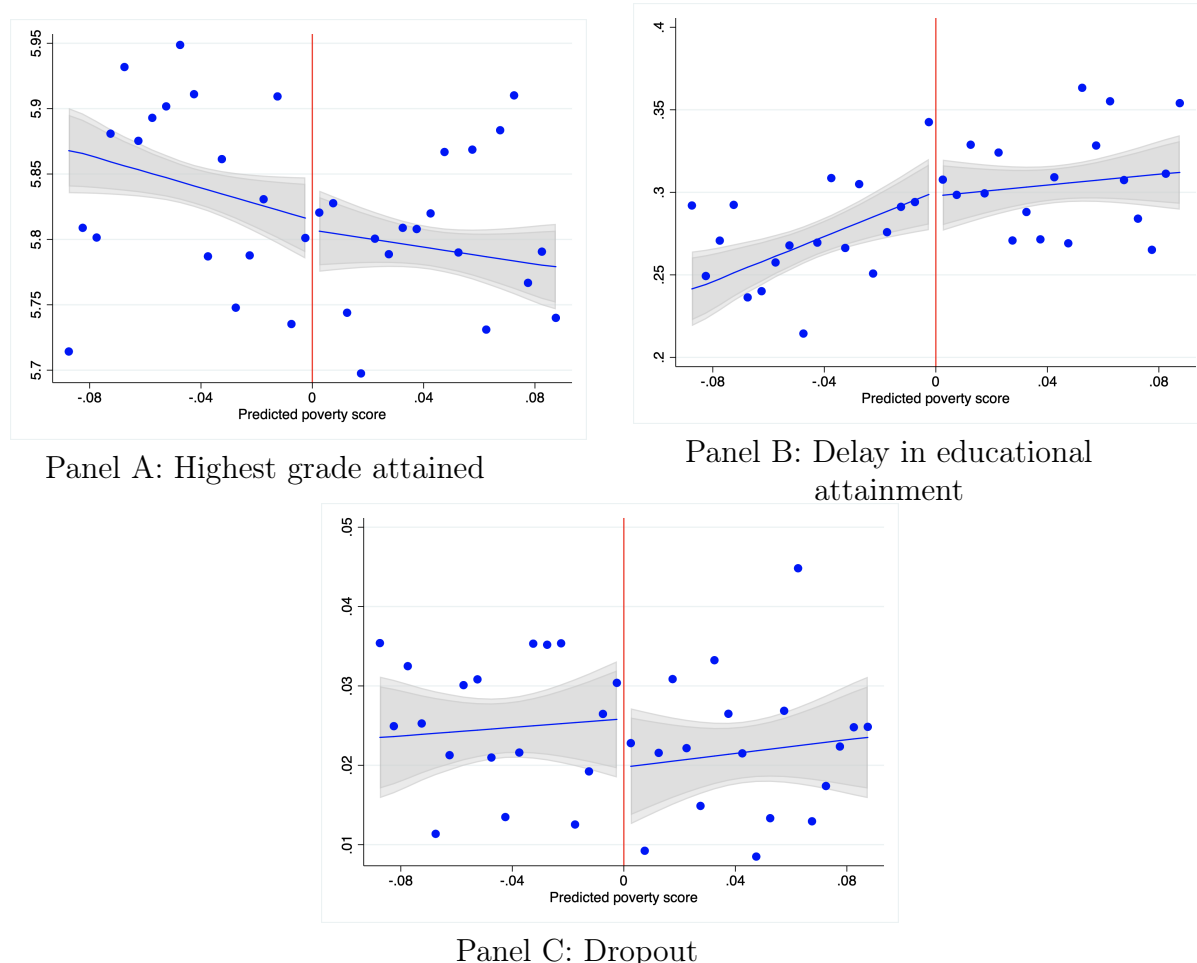 5.95
5.9
5.85
5.8
5.75
5.7
-.08 -.04 0 .04 .08
Predicted poverty score
Panel A: Highest grade attained
.4
.35
.3
.25
.2
-.08 -.04 0 .04 .08
Predicted poverty score
Panel B: Delay in educational
attainment
.05
.04
.03
.02
.01
-.08 -.04 0 .04 .08
Predicted poverty score
Panel C: Dropout